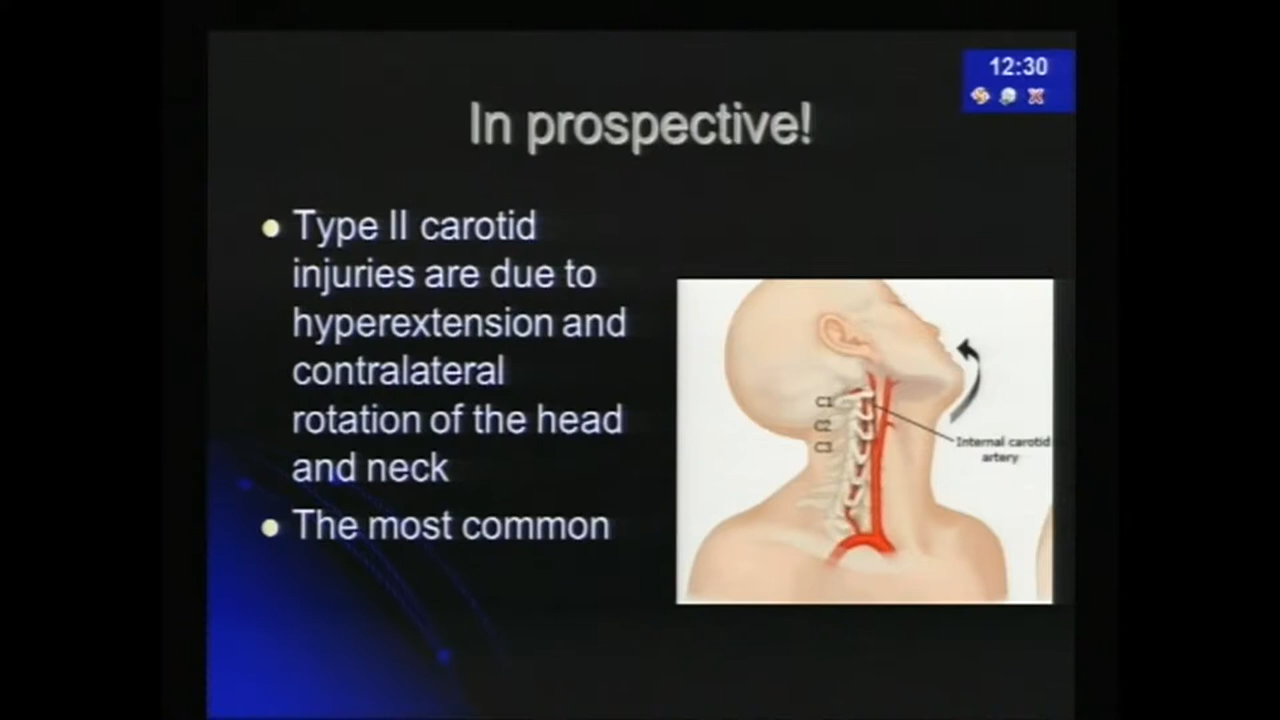 12:30
In prospective!
Type II carotid
injuries are due to
hyperextension and
contralateral
rotation of the head
and neck
The most common
C1
C2
C3
Internal carotid
artery